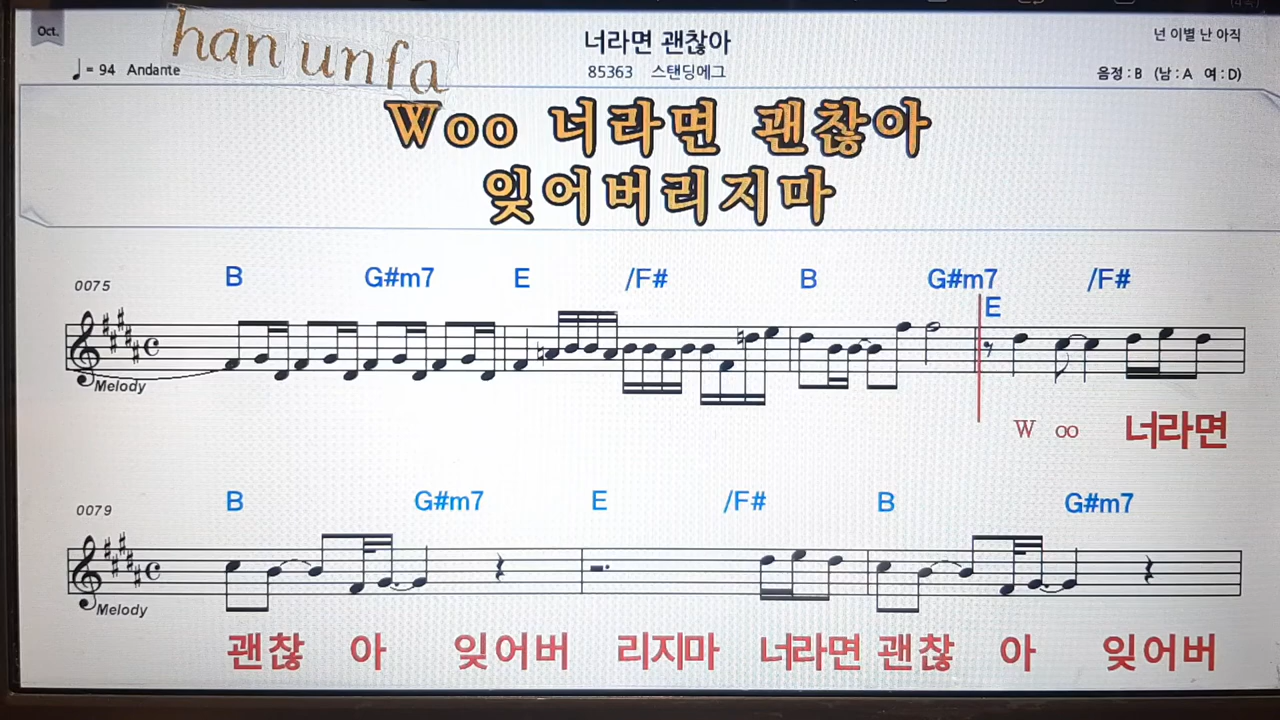 Oct.
han unfa
너라면 괜찮아
넌 이별 난 아직
♩= 94 Andante
85363 스탠딩에그
음정 : B (남 : A 여 : D)
Woo 너라면 괜찮아
잊어버리지마
B G#m7 E /F# B G#m7 E /F#
0075
Melody
W oo 너라면
B G#m7 E /F# B G#m7
0079
Melody
괜찮 아 잊어버 리지마 너라면 괜찮 아 잊어버